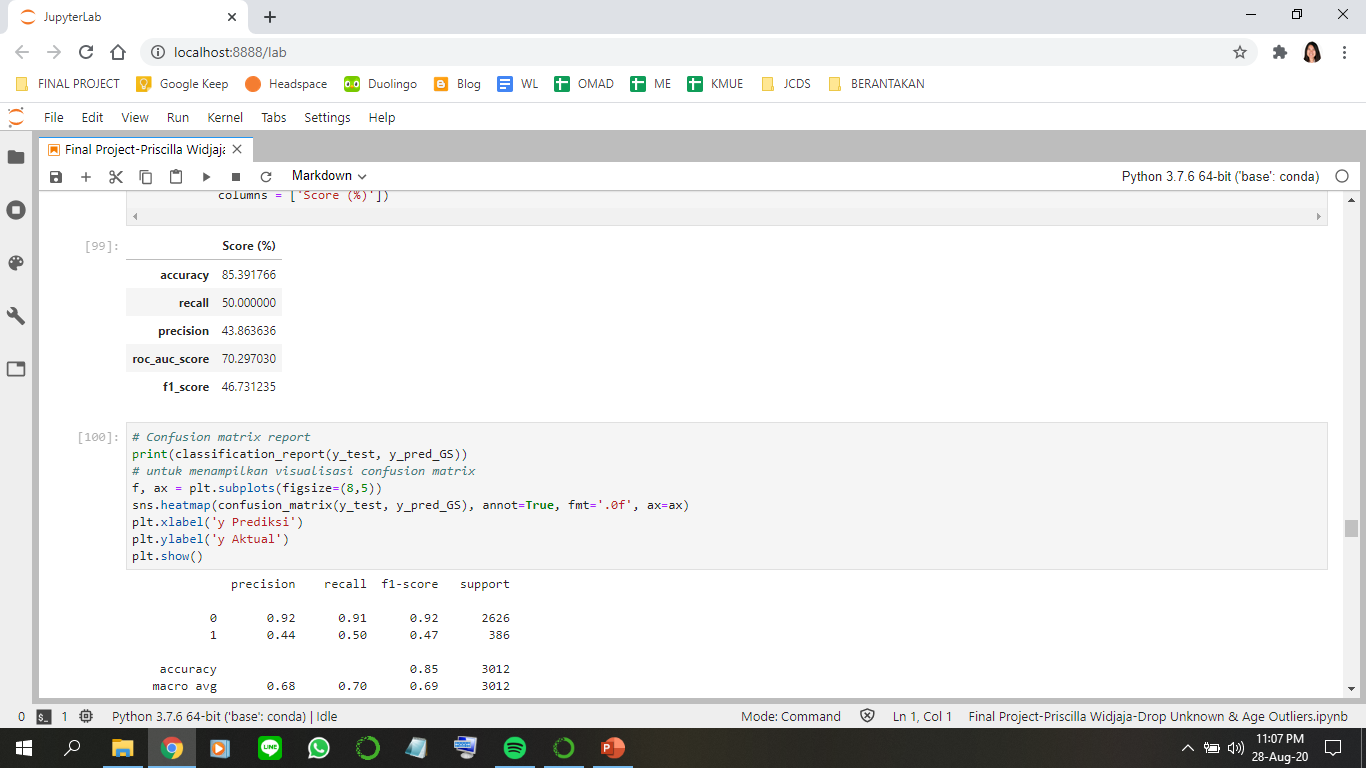 JupyterLab
localhost:8888/lab
FINAL PROJECT Google Keep Headspace Duolingo Blog WL OMAD ME KMUE JCDS BERANTAKAN
File Edit View Run Kernel Tabs Settings Help
Final Project-Priscilla Widjaja
Markdown Python 3.7.6 64-bit ('base': conda)
columns = ['Score (%)'])
[99]:
Score (%)
accuracy 85.391766
recall 50.000000
precision 43.863636
roc_auc_score 70.297030
f1_score 46.731235
[100]:
# Confusion matrix report
print(classification_report(y_test, y_pred_GS))
# untuk menampilkan visualisasi confusion matrix
f, ax = plt.subplots(figsize=(8,5))
sns.heatmap(confusion_matrix(y_test, y_pred_GS), annot=True, fmt='.0f', ax=ax)
plt.xlabel('y Prediksi')
plt.ylabel('y Aktual')
plt.show()
precision recall f1-score support
0 0.92 0.91 0.92 2626
1 0.44 0.50 0.47 386
accuracy 0.85 3012
macro avg 0.68 0.70 0.69 3012
0 1 Python 3.7.6 64-bit ('base': conda) | Idle Mode: Command Ln 1, Col 1 Final Project-Priscilla Widjaja-Drop Unknown & Age Outliers.ipynb
11:07 PM
28-Aug-20